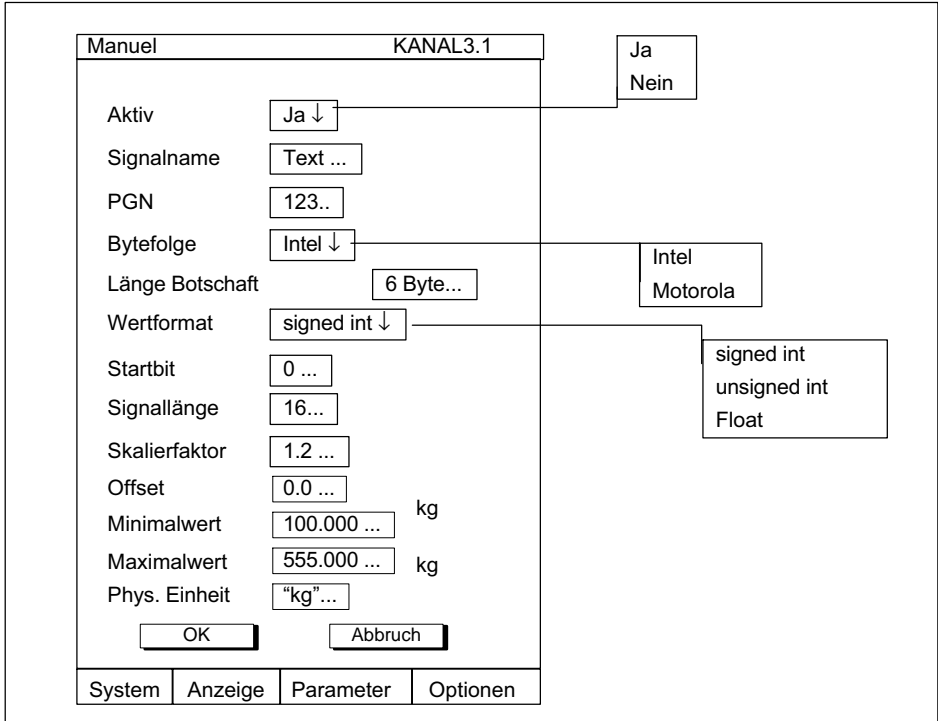 Manuel KANAL3.1
Aktiv Ja ↓
Signalname Text ...
PGN 123..
Bytefolge Intel ↓
Länge Botschaft 6 Byte...
Wertformat signed int ↓
Startbit 0 ...
Signallänge 16...
Skalierfaktor 1.2 ...
Offset 0.0 ...
Minimalwert 100.000 ... kg
Maximalwert 555.000 ... kg
Phys. Einheit “kg”...
OK Abbruch
System Anzeige Parameter Optionen
Ja
Nein
Intel
Motorola
signed int
unsigned int
Float